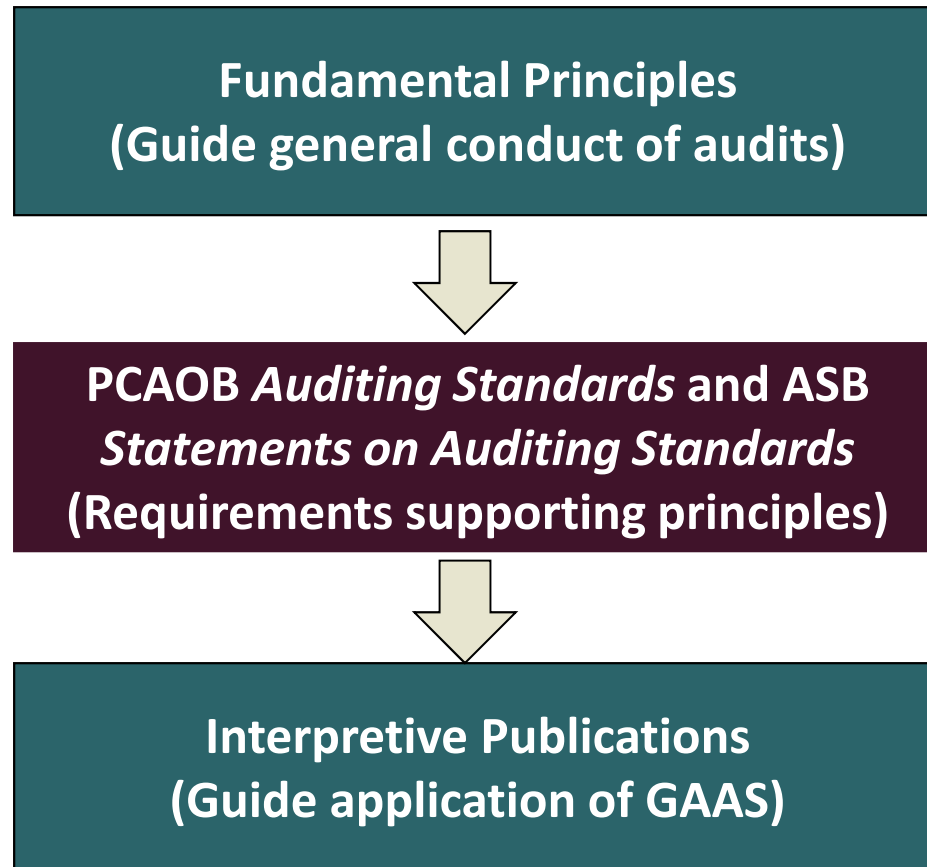 Fundamental Principles
(Guide general conduct of audits)
PCAOB Auditing Standards and ASB
Statements on Auditing Standards
(Requirements supporting principles)
Interpretive Publications
(Guide application of GAAS)